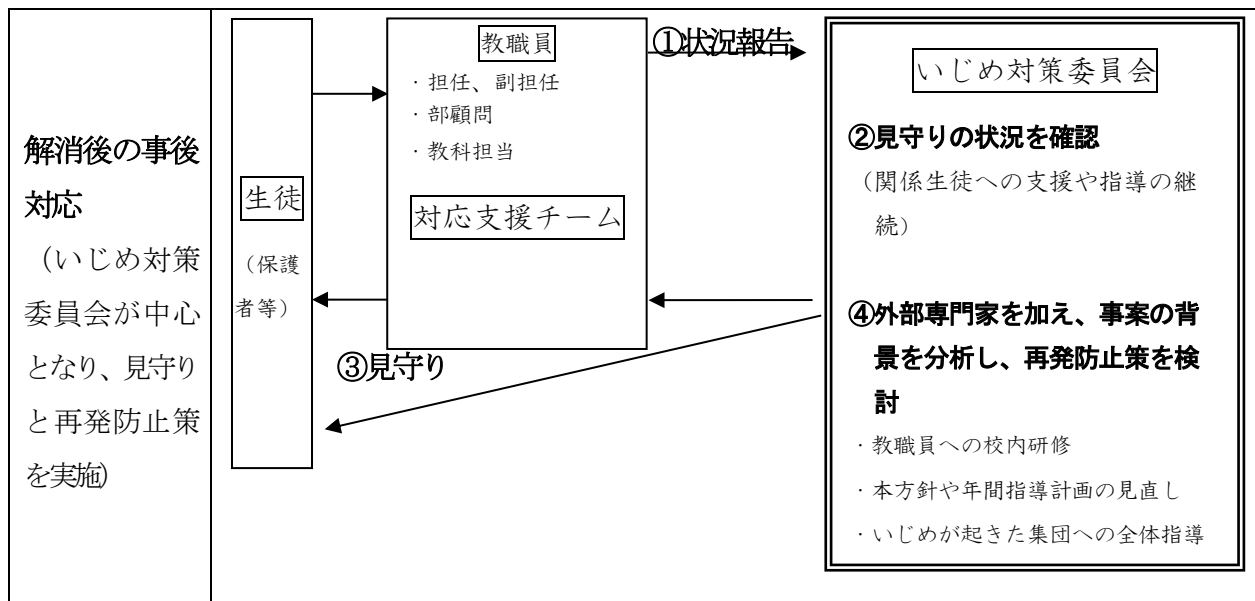 解消後の事後
対応
（いじめ対策
委員会が中心
となり、見守り
と再発防止策
を実施)
生徒
（保護
者等）
教職員
・担任、副担任
・部顧問
・教科担当
対応支援チーム
①状況報告
③見守り
いじめ対策委員会
②見守りの状況を確認
（関係生徒への支援や指導の継
続）
④外部専門家を加え、事案の背
景を分析し、再発防止策を検
討
・教職員への校内研修
・本方針や年間指導計画の見直し
・いじめが起きた集団への全体指導